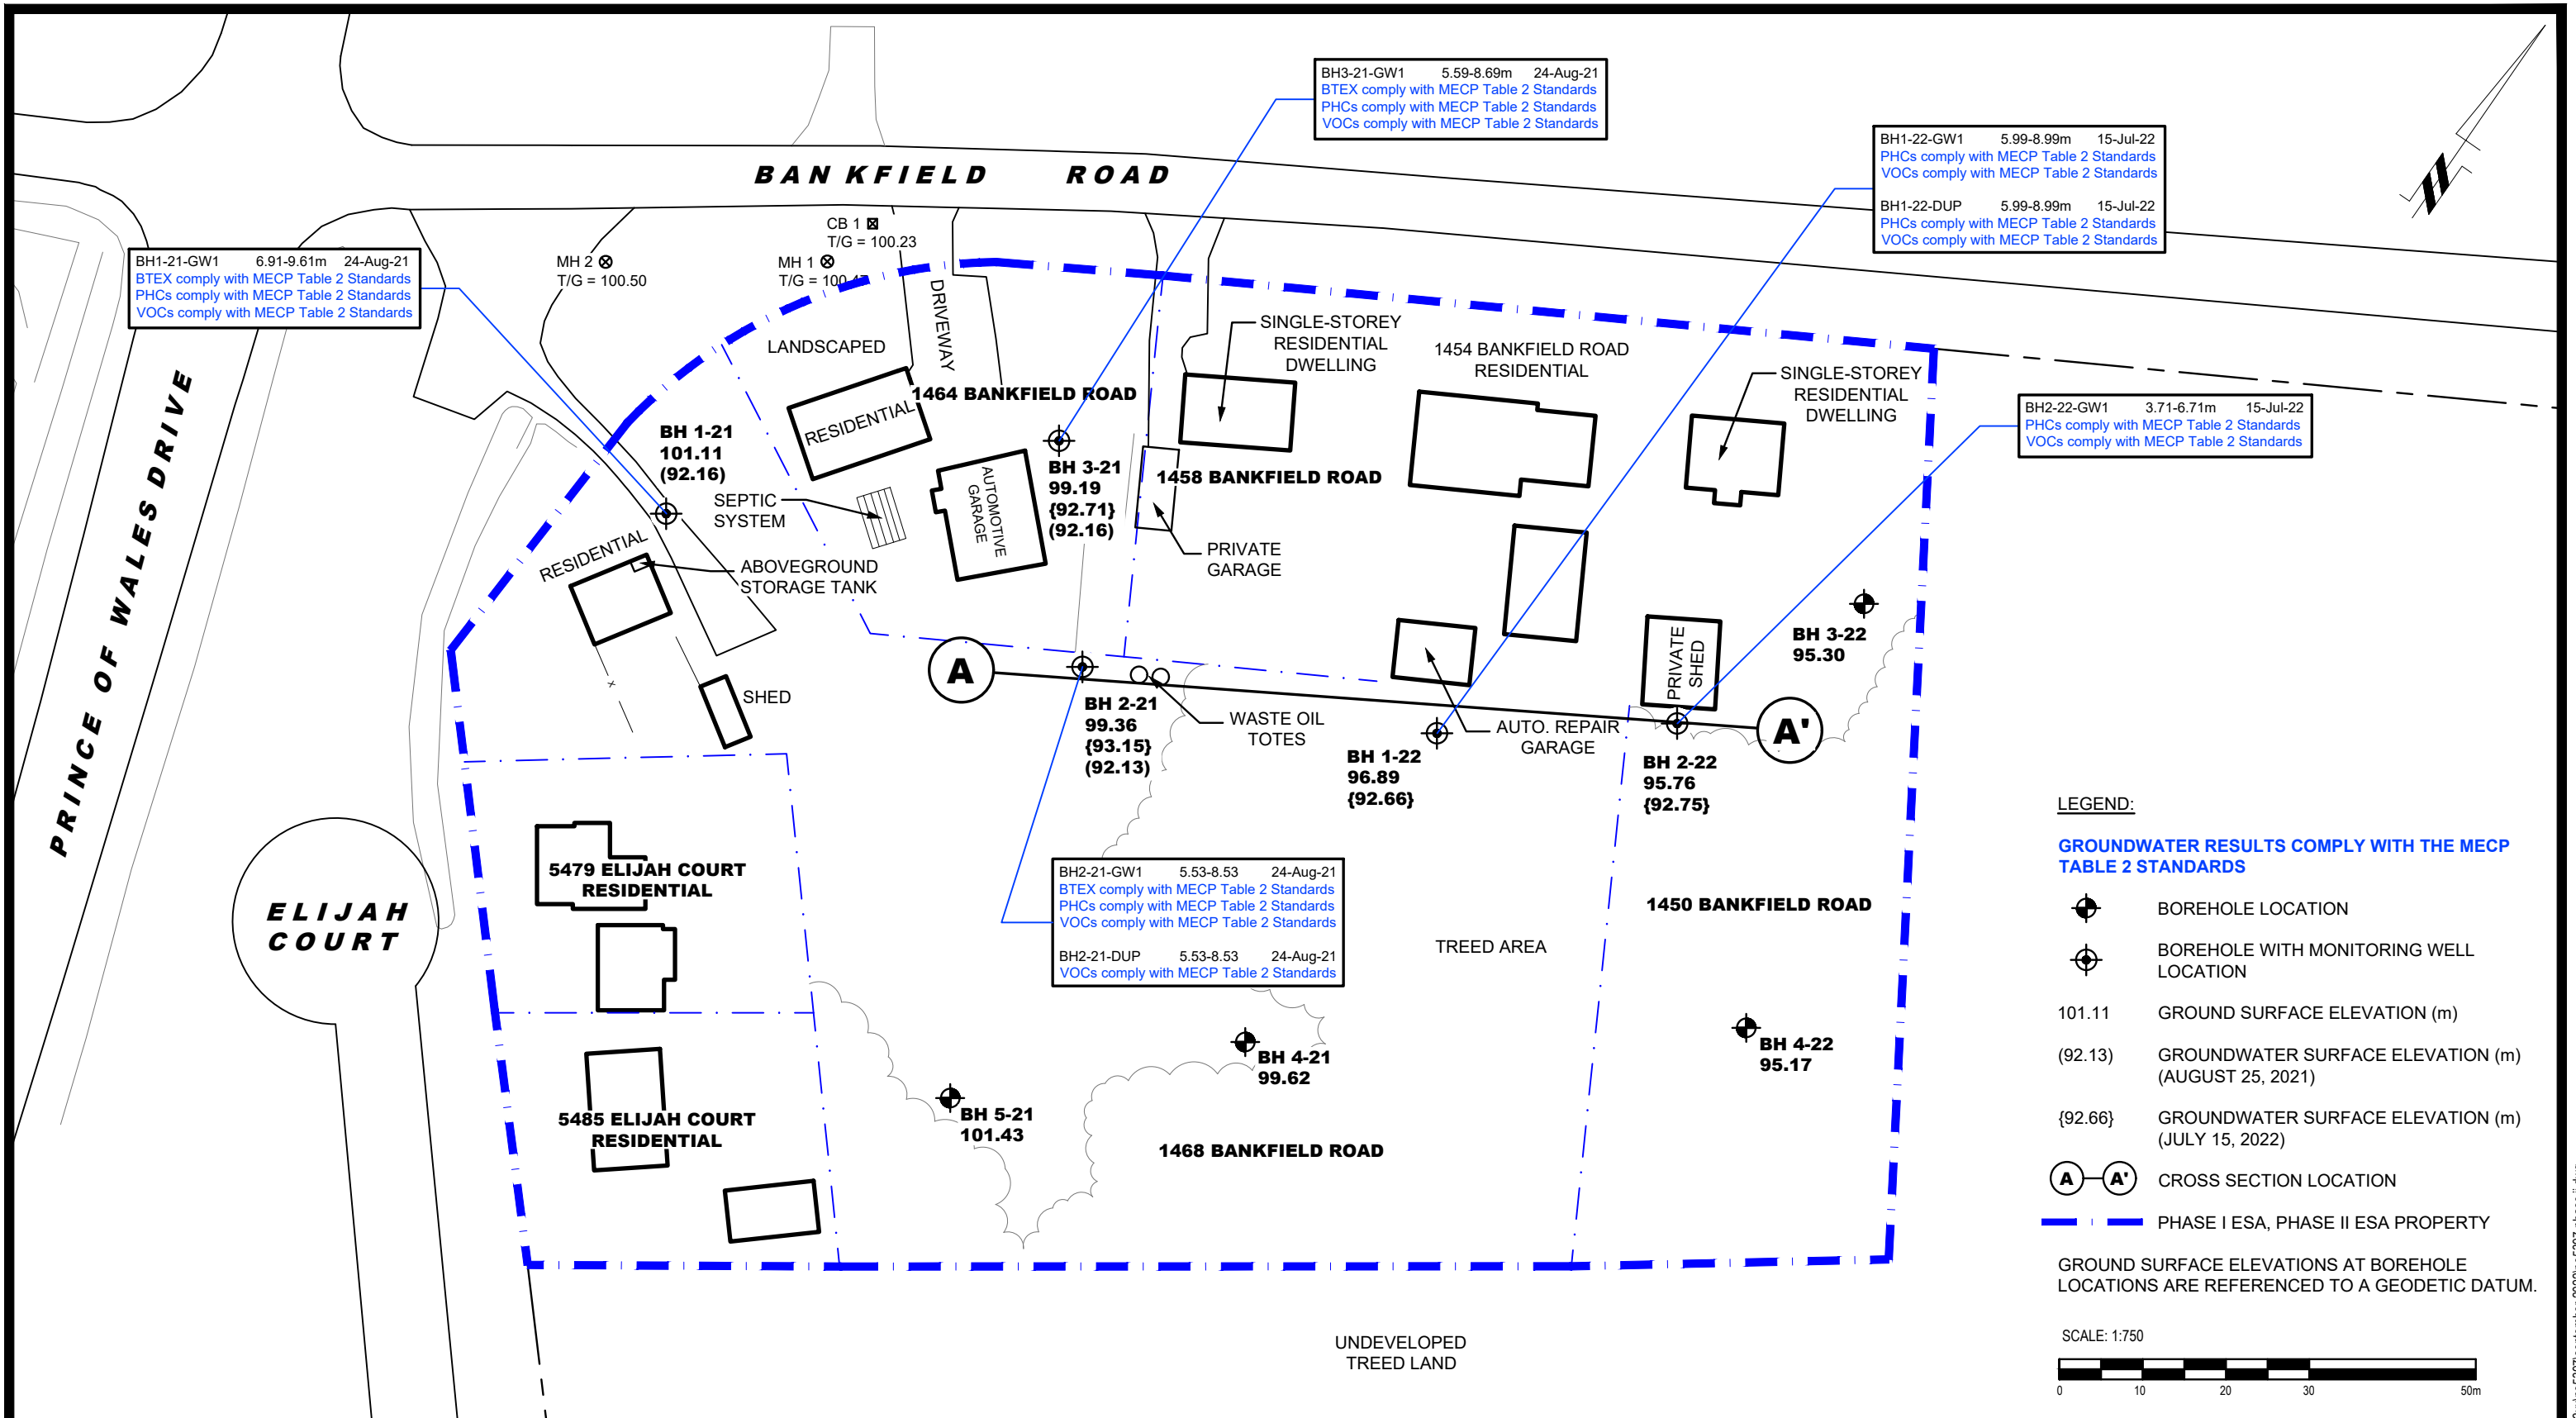 BANKFIELD ROAD
PRINCE OF WALES DRIVE
ELIJAH
COURT
BH3-21-GW1 5.59-8.69m 24-Aug-21
BTEX comply with MECP Table 2 Standards
PHCs comply with MECP Table 2 Standards
VOCs comply with MECP Table 2 Standards
BH1-22-GW1 5.99-8.99m 15-Jul-22
PHCs comply with MECP Table 2 Standards
VOCs comply with MECP Table 2 Standards
BH1-22-DUP 5.99-8.99m 15-Jul-22
PHCs comply with MECP Table 2 Standards
VOCs comply with MECP Table 2 Standards
BH1-21-GW1 6.91-9.61m 24-Aug-21
BTEX comply with MECP Table 2 Standards
PHCs comply with MECP Table 2 Standards
VOCs comply with MECP Table 2 Standards
BH2-22-GW1 3.71-6.71m 15-Jul-22
PHCs comply with MECP Table 2 Standards
VOCs comply with MECP Table 2 Standards
CB 1
T/G = 100.23
MH 2
T/G = 100.50
MH 1
T/G = 100.47
DRIVEWAY
LANDSCAPED
RESIDENTIAL
1464 BANKFIELD ROAD
SINGLE-STOREY
RESIDENTIAL
DWELLING
1454 BANKFIELD ROAD
RESIDENTIAL
SINGLE-STOREY
RESIDENTIAL
DWELLING
BH 1-21
101.11
(92.16)
SEPTIC
SYSTEM
AUTOMOTIVE
GARAGE
BH 3-21
99.19
{92.71}
(92.16)
1458 BANKFIELD ROAD
PRIVATE
GARAGE
RESIDENTIAL
ABOVEGROUND
STORAGE TANK
SHED
x
A
BH 2-21
99.36
{93.15}
(92.13)
WASTE OIL
TOTES
BH 1-22
96.89
{92.66}
AUTO. REPAIR
GARAGE
PRIVATE
SHED
BH 3-22
95.30
BH 2-22
95.76
{92.75}
A'
5479 ELIJAH COURT
RESIDENTIAL
BH2-21-GW1 5.53-8.53 24-Aug-21
BTEX comply with MECP Table 2 Standards
PHCs comply with MECP Table 2 Standards
VOCs comply with MECP Table 2 Standards
BH2-21-DUP 5.53-8.53 24-Aug-21
VOCs comply with MECP Table 2 Standards
1450 BANKFIELD ROAD
TREED AREA
BH 4-21
99.62
BH 4-22
95.17
BH 5-21
101.43
5485 ELIJAH COURT
RESIDENTIAL
1468 BANKFIELD ROAD
UNDEVELOPED
TREED LAND
LEGEND:
GROUNDWATER RESULTS COMPLY WITH THE MECP
TABLE 2 STANDARDS
BOREHOLE LOCATION
BOREHOLE WITH MONITORING WELL
LOCATION
101.11 GROUND SURFACE ELEVATION (m)
(92.13) GROUNDWATER SURFACE ELEVATION (m)
(AUGUST 25, 2021)
{92.66} GROUNDWATER SURFACE ELEVATION (m)
(JULY 15, 2022)
A A' CROSS SECTION LOCATION
PHASE I ESA, PHASE II ESA PROPERTY
GROUND SURFACE ELEVATIONS AT BOREHOLE
LOCATIONS ARE REFERENCED TO A GEODETIC DATUM.
SCALE: 1:750
0 10 20 30 50m